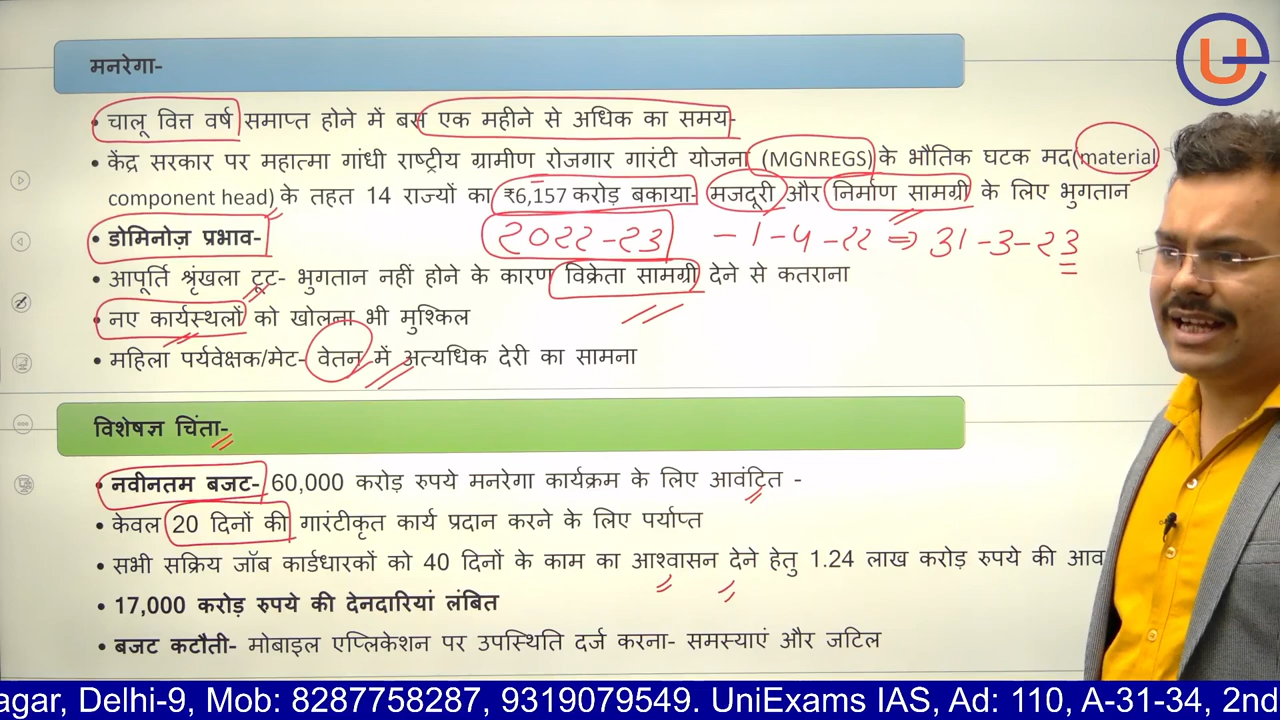 मनरेगा-
• चालू वित्त वर्ष समाप्त होने में बस एक महीने से अधिक का समय-
• केंद्र सरकार पर महात्मा गांधी राष्ट्रीय ग्रामीण रोजगार गारंटी योजना (MGNREGS) के भौतिक घटक मद(material
component head) के तहत 14 राज्यों का ₹6,157 करोड़ बकाया- मजदूरी और निर्माण सामग्री के लिए भुगतान
• डोमिनोज़ प्रभाव- 2022-23 -1-4-22 ⇒ 31-3-23
• आपूर्ति श्रृंखला टूट- भुगतान नहीं होने के कारण विक्रेता सामग्री देने से कतराना
• नए कार्यस्थलों को खोलना भी मुश्किल
• महिला पर्यवेक्षक/मेट- वेतन में अत्यधिक देरी का सामना
विशेषज्ञ चिंता-
• नवीनतम बजट- 60,000 करोड़ रुपये मनरेगा कार्यक्रम के लिए आवंटित -
• केवल 20 दिनों की गारंटीकृत कार्य प्रदान करने के लिए पर्याप्त
• सभी सक्रिय जॉब कार्डधारकों को 40 दिनों के काम का आश्वासन देने हेतु 1.24 लाख करोड़ रुपये की आव
• 17,000 करोड़ रुपये की देनदारियां लंबित
• बजट कटौती- मोबाइल एप्लिकेशन पर उपस्थिति दर्ज करना- समस्याएं और जटिल
agar, Delhi-9, Mob: 8287758287, 9319079549. UniExams IAS, Ad: 110, A-31-34, 2nd